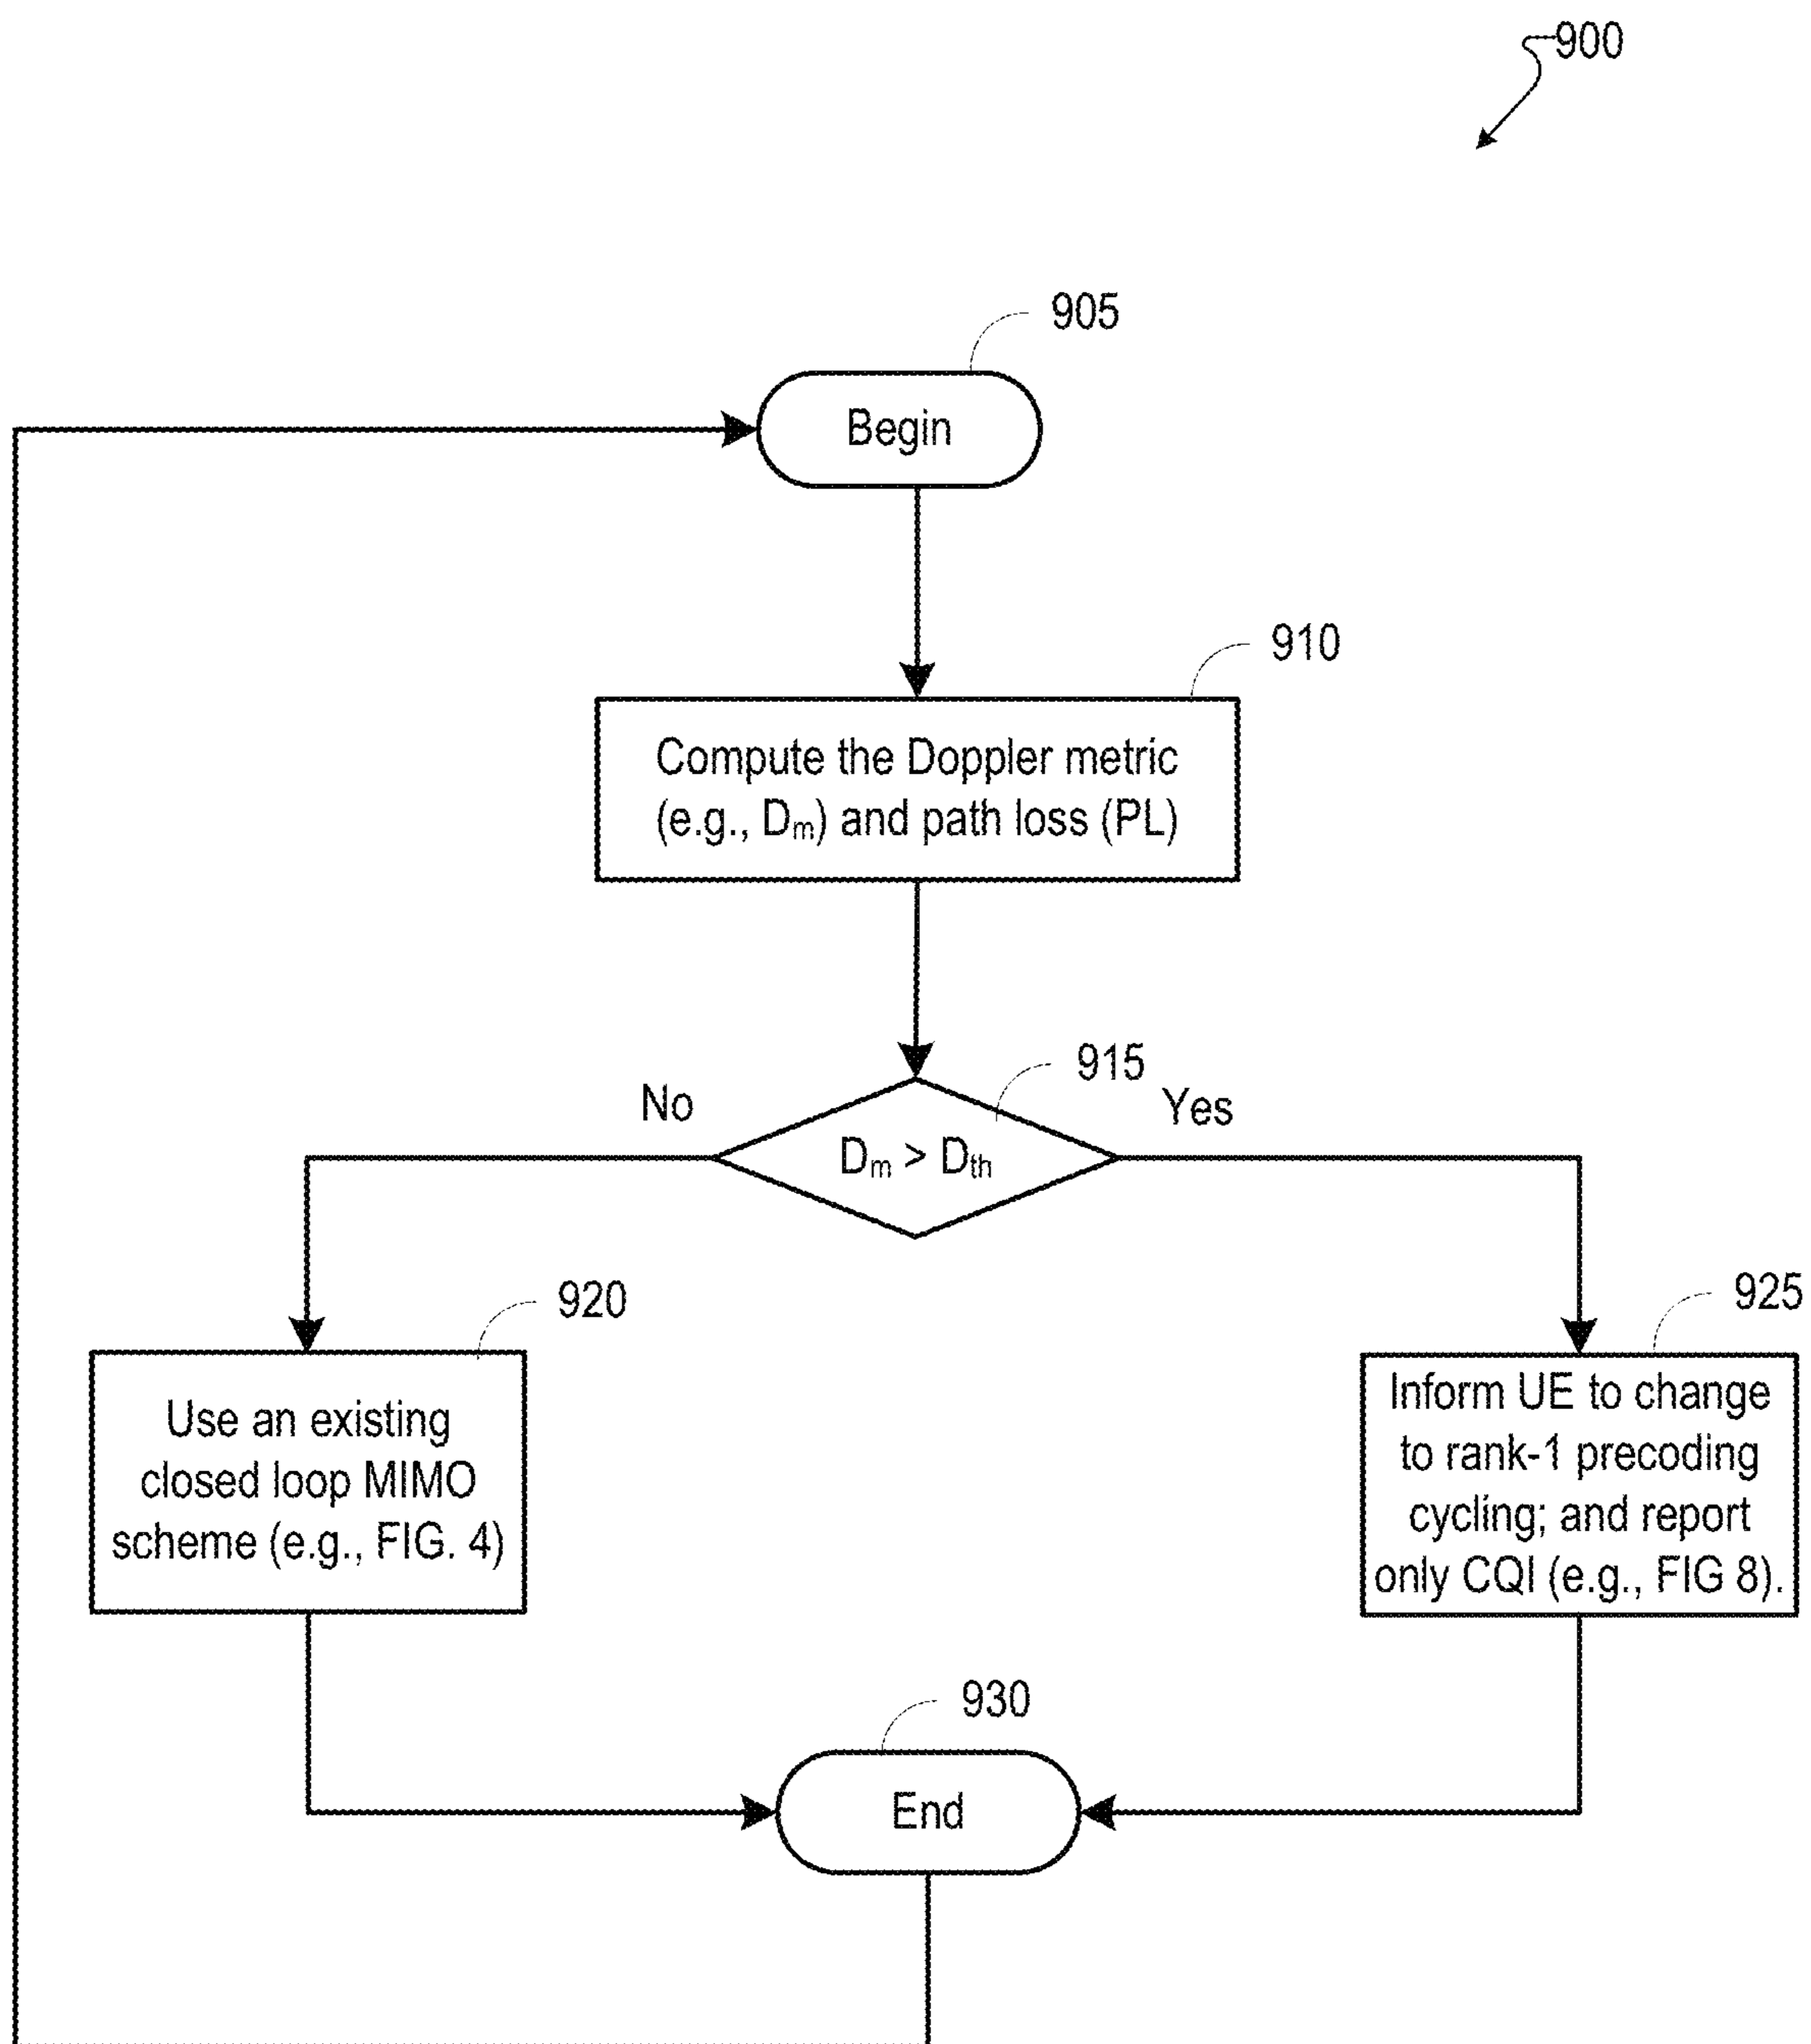 900
905
Begin
910
Compute the Doppler metric
(e.g., Dm) and path loss (PL)
915
No
Yes
Dm > Dth
920
925
Use an existing
closed loop MIMO
scheme (e.g., FIG. 4)
Inform UE to change
to rank-1 precoding
cycling; and report
only CQI (e.g., FIG 8).
930
End